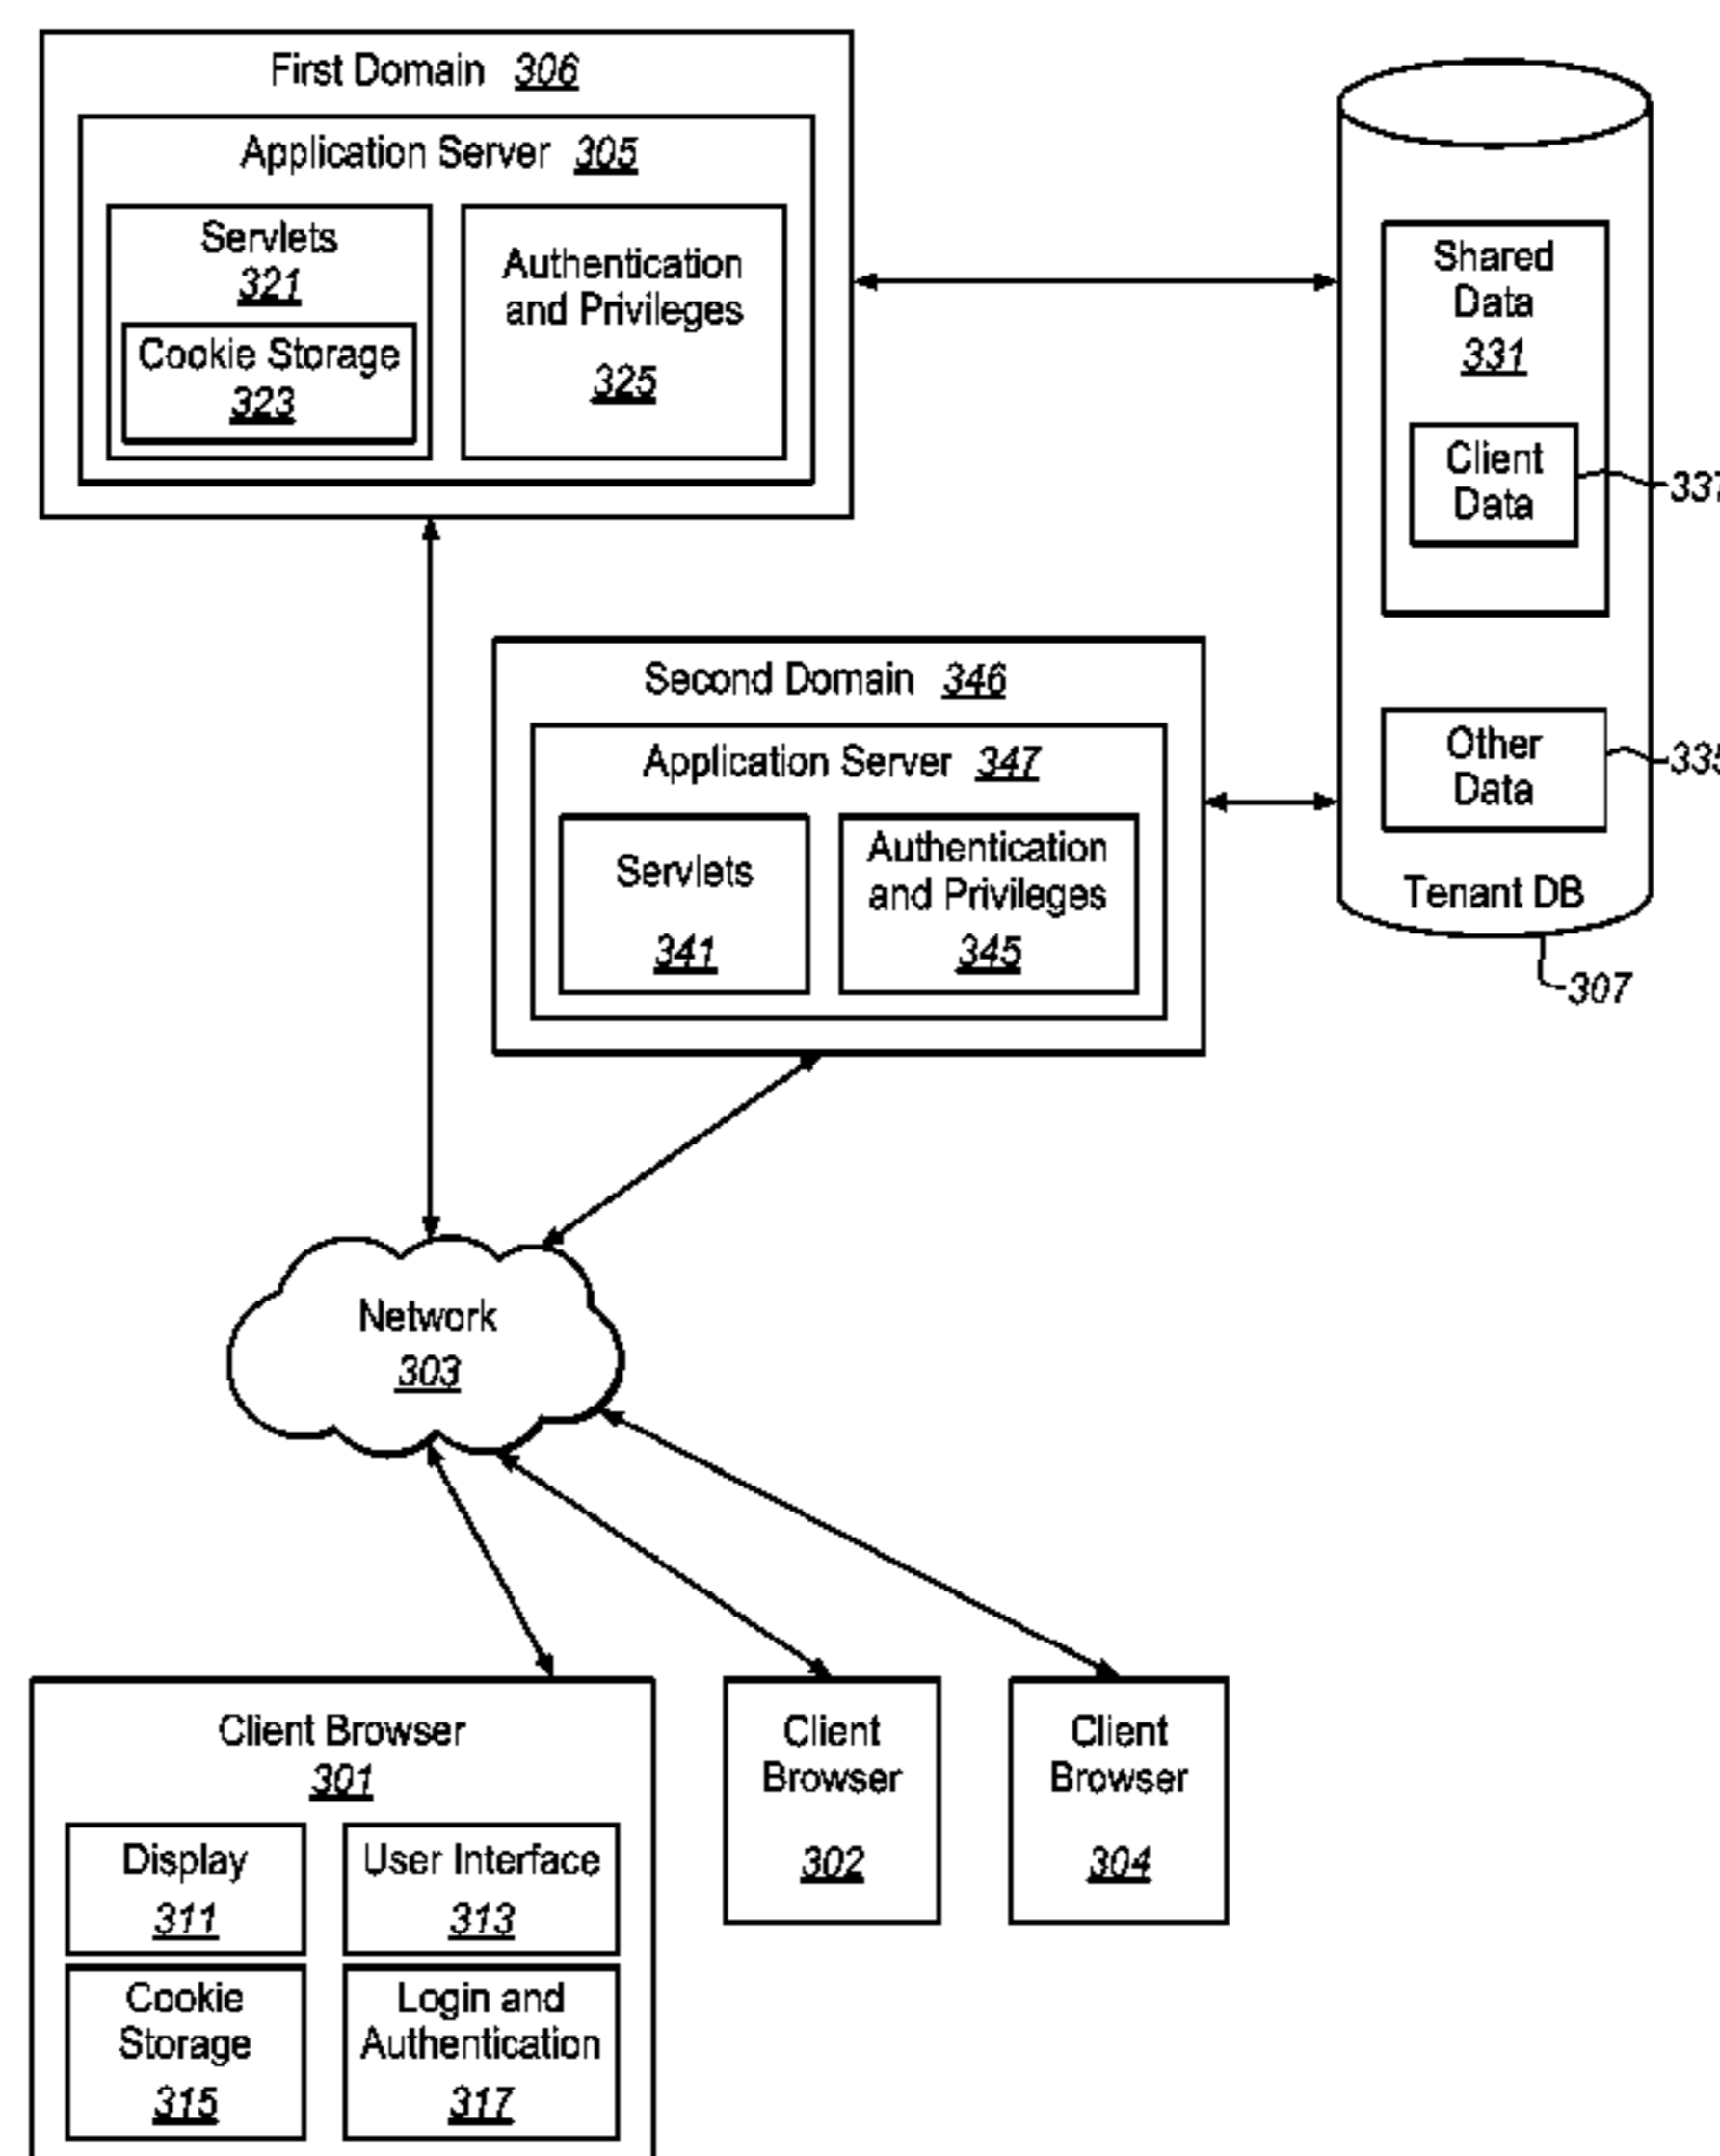 First Domain 306
Application Server 305
Servlets
321
Cookie Storage
323
Authentication
and Privileges
325
Shared
Data
331
Client
Data
337
Other
Data
335
Tenant DB
307
Second Domain 346
Application Server 347
Servlets
341
Authentication
and Privileges
345
Network
303
Client Browser
301
Display
311
User Interface
313
Cookie
Storage
315
Login and
Authentication
317
Client
Browser
302
Client
Browser
304